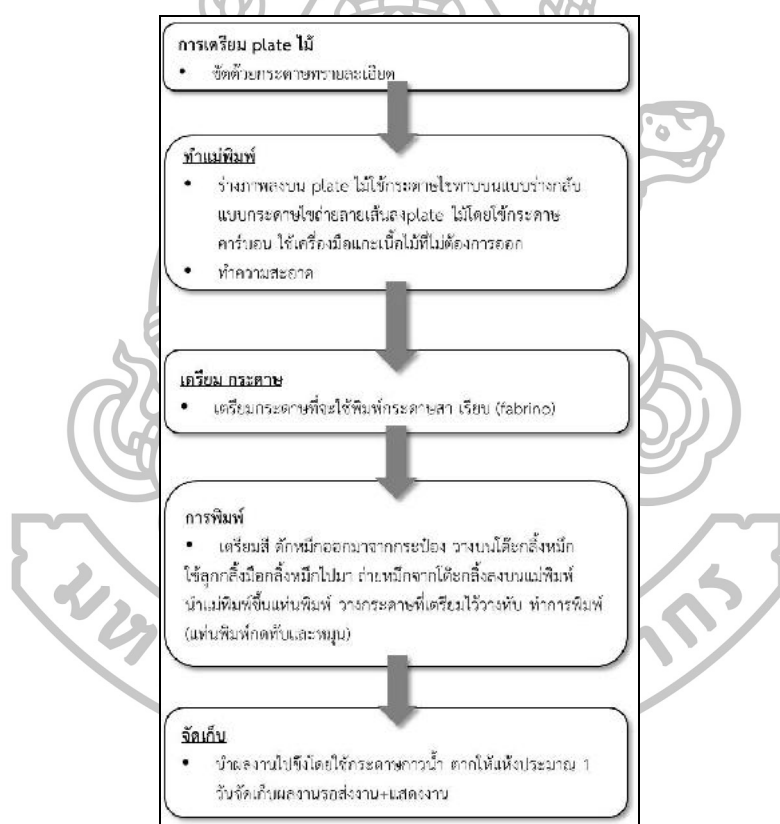 การเตรียม plate ไม้
• ขัดด้วยกระดาษทรายละเอียด
ทำแม่พิมพ์
• ร่างภาพลงบน plate ไม้ใช้กระดาษไขทาบบนแบบร่างกลับ
แบบกระดาษไขถ่ายลายเส้นลงplate ไม้โดยใช้กระดาษ
คาร์บอน ใช้เครื่องมือแกะเนื้อไม้ที่ไม่ต้องการออก
• ทำความสะอาด
เตรียม กระดาษ
• เตรียมกระดาษที่จะใช้พิมพ์กระดาษสา เรียบ (fabrino)
การพิมพ์
• เตรียมสี ตักหมึกออกมาจากกระป๋อง วางบนโต๊ะกลิ้งหมึก
ใช้ลูกกลิ้งมือกลิ้งหมึกไปมา ถ่ายหมึกจากโต๊ะกลิ้งลงบนแม่พิมพ์
นำแม่พิมพ์ขึ้นแท่นพิมพ์ วางกระดาษที่เตรียมไว้วางทับ ทำการพิมพ์
(แท่นพิมพ์กดทับและหมุน)
จัดเก็บ
• นำผลงานไปขึงโดยใช้กระดาษกาวน้ำ ตากให้แห้งประมาณ 1
วันจัดเก็บผลงานรอส่งงาน+แสดงงาน